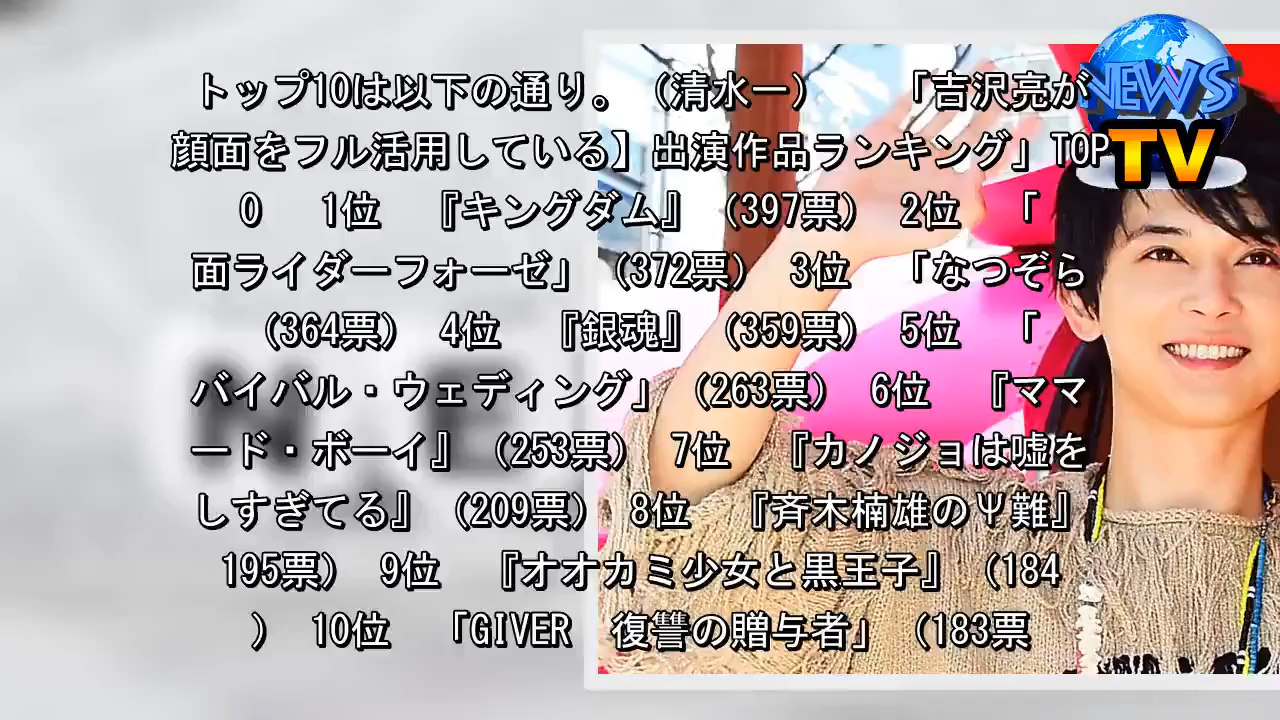 トップ10は以下の通り。（清水一） 「吉沢亮が
顔面をフル活用している】出演作品ランキング」TOP
0 1位 『キングダム』（397票） 2位 「
面ライダーフォーゼ」（372票） 3位 「なつぞら
（364票） 4位 『銀魂』（359票） 5位 「
バイバル・ウェディング」（263票） 6位 『ママ
ード・ボーイ』（253票） 7位 『カノジョは嘘を
しすぎてる』（209票） 8位 『斉木楠雄のΨ難』
195票） 9位 『オオカミ少女と黒王子』（184
） 10位 「GIVER 復讐の贈与者」（183票
NEWS
TV